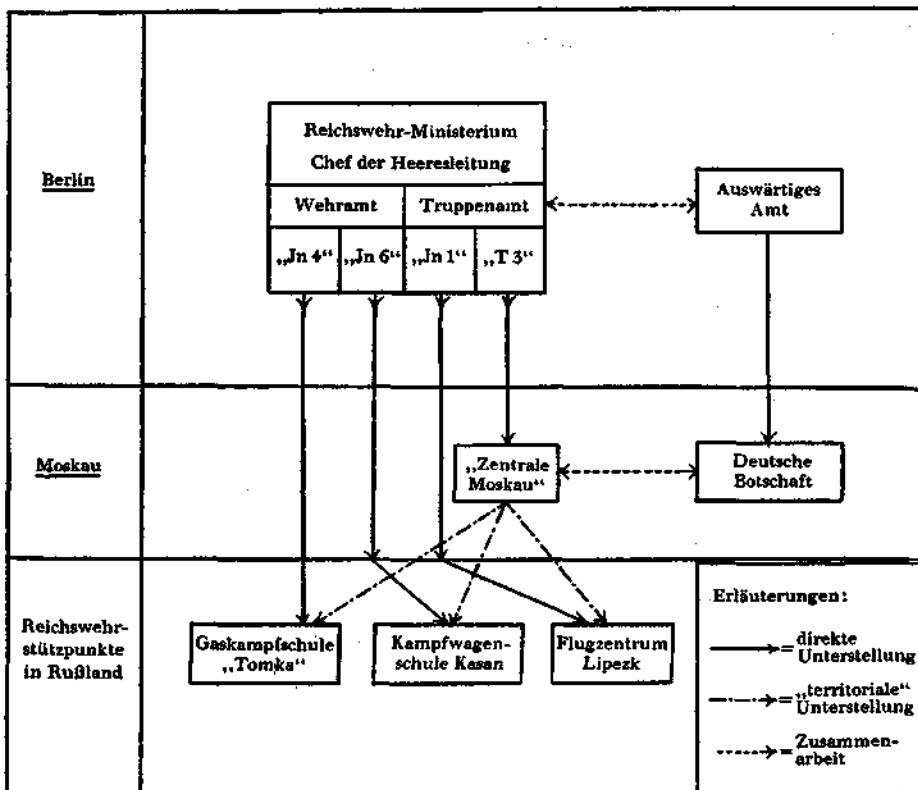 Berlin
Reichswehr-Ministerium
Chef der Heeresleitung
Wehramt
Truppenamt
„Jn 4“
„Jn 6“
„Jn 1“
„T 3“
Auswärtiges
Amt
Moskau
„Zentrale
Moskau“
Deutsche
Botschaft
Reichswehr-
stützpunkte
in Rußland
Gaskampfschule
„Tomka“
Kampfwagen-
schule Kasan
Flugzentrum
Lipezk
Erläuterungen:
= direkte
Unterstellung
= „territoriale“
Unterstellung
= Zusammen-
arbeit